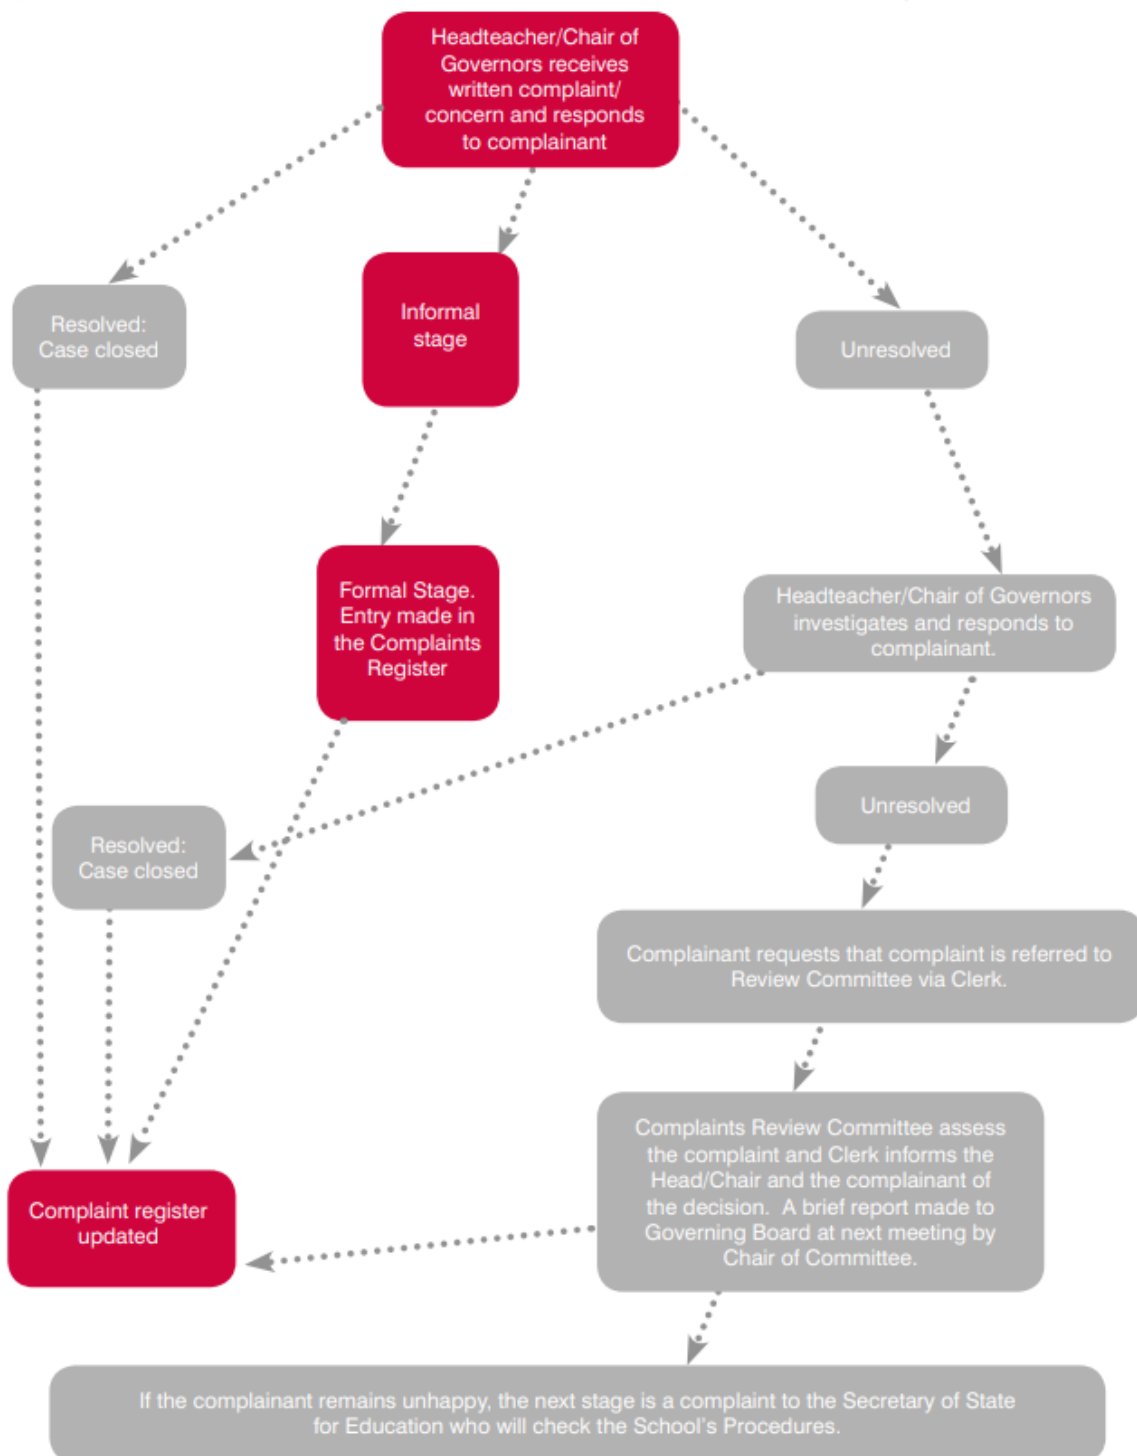 Headteacher/Chair of
Governors receives
written complaint/
concern and responds
to complainant
Resolved:
Case closed
Informal
stage
Unresolved
Formal Stage.
Entry made in
the Complaints
Register
Headteacher/Chair of Governors
investigates and responds to
complainant.
Unresolved
Resolved:
Case closed
Complainant requests that complaint is referred to
Review Committee via Clerk.
Complaints Review Committee assess
the complaint and Clerk informs the
Head/Chair and the complainant of
the decision.  A brief report made to
Governing Board at next meeting by
Chair of Committee.
Complaint register
updated
If the complainant remains unhappy, the next stage is a complaint to the Secretary of State
for Education who will check the School's Procedures.